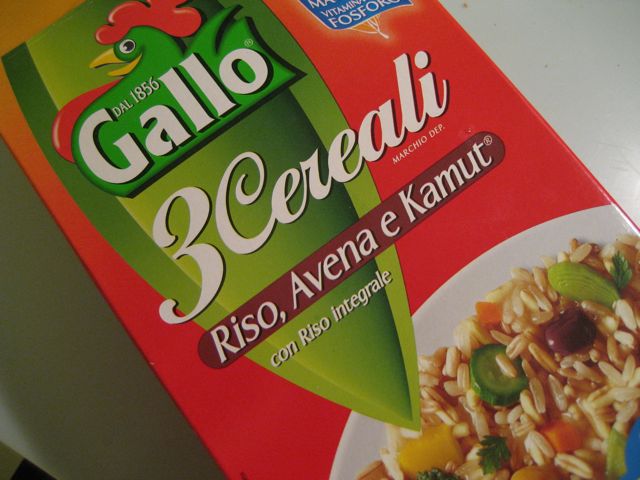 VITAMINA
FOSFORO
DAL 1856
Gallo®
3 Cereali
MARCHIO DEP.
Riso, Avena e Kamut®
con Riso integrale